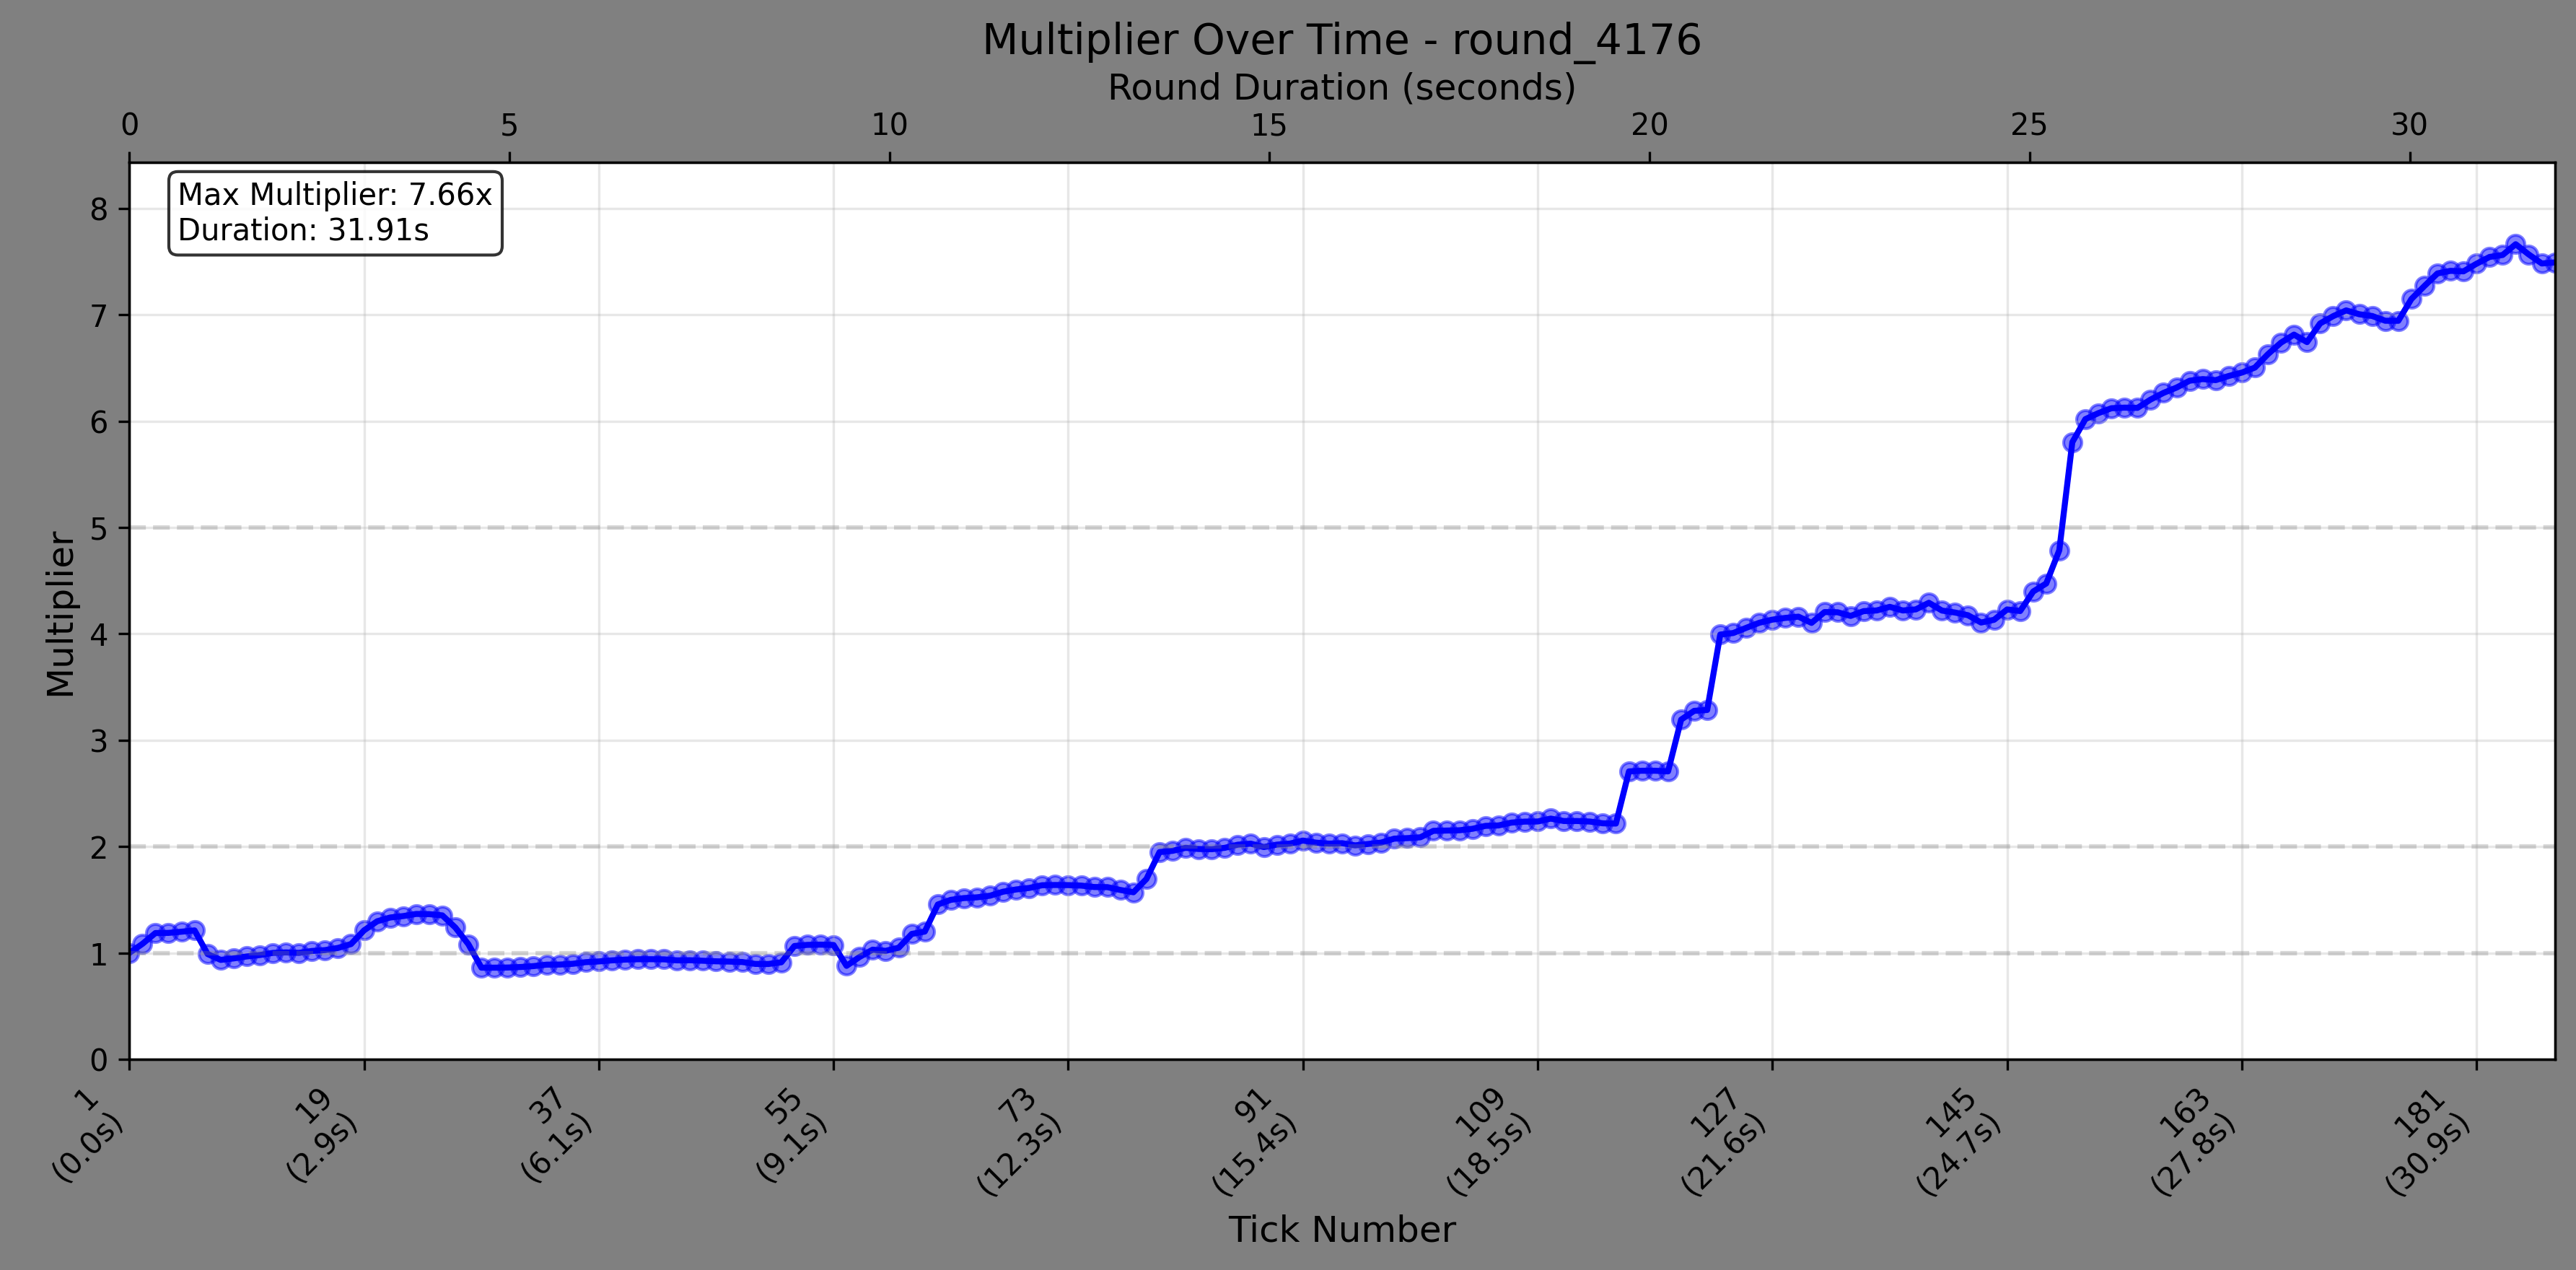 Multiplier Over Time - round_4176
Round Duration (seconds)
0 5 10 15 20 25 30
Max Multiplier: 7.66x
Duration: 31.91s
8
7
6
5
4
3
2
1
0
Multiplier
1 19 37 55 73 91 109 127 145 163 181
(0.0s) (2.9s) (6.1s) (9.1s) (12.3s) (15.4s) (18.5s) (21.6s) (24.7s) (27.8s) (30.9s)
Tick Number